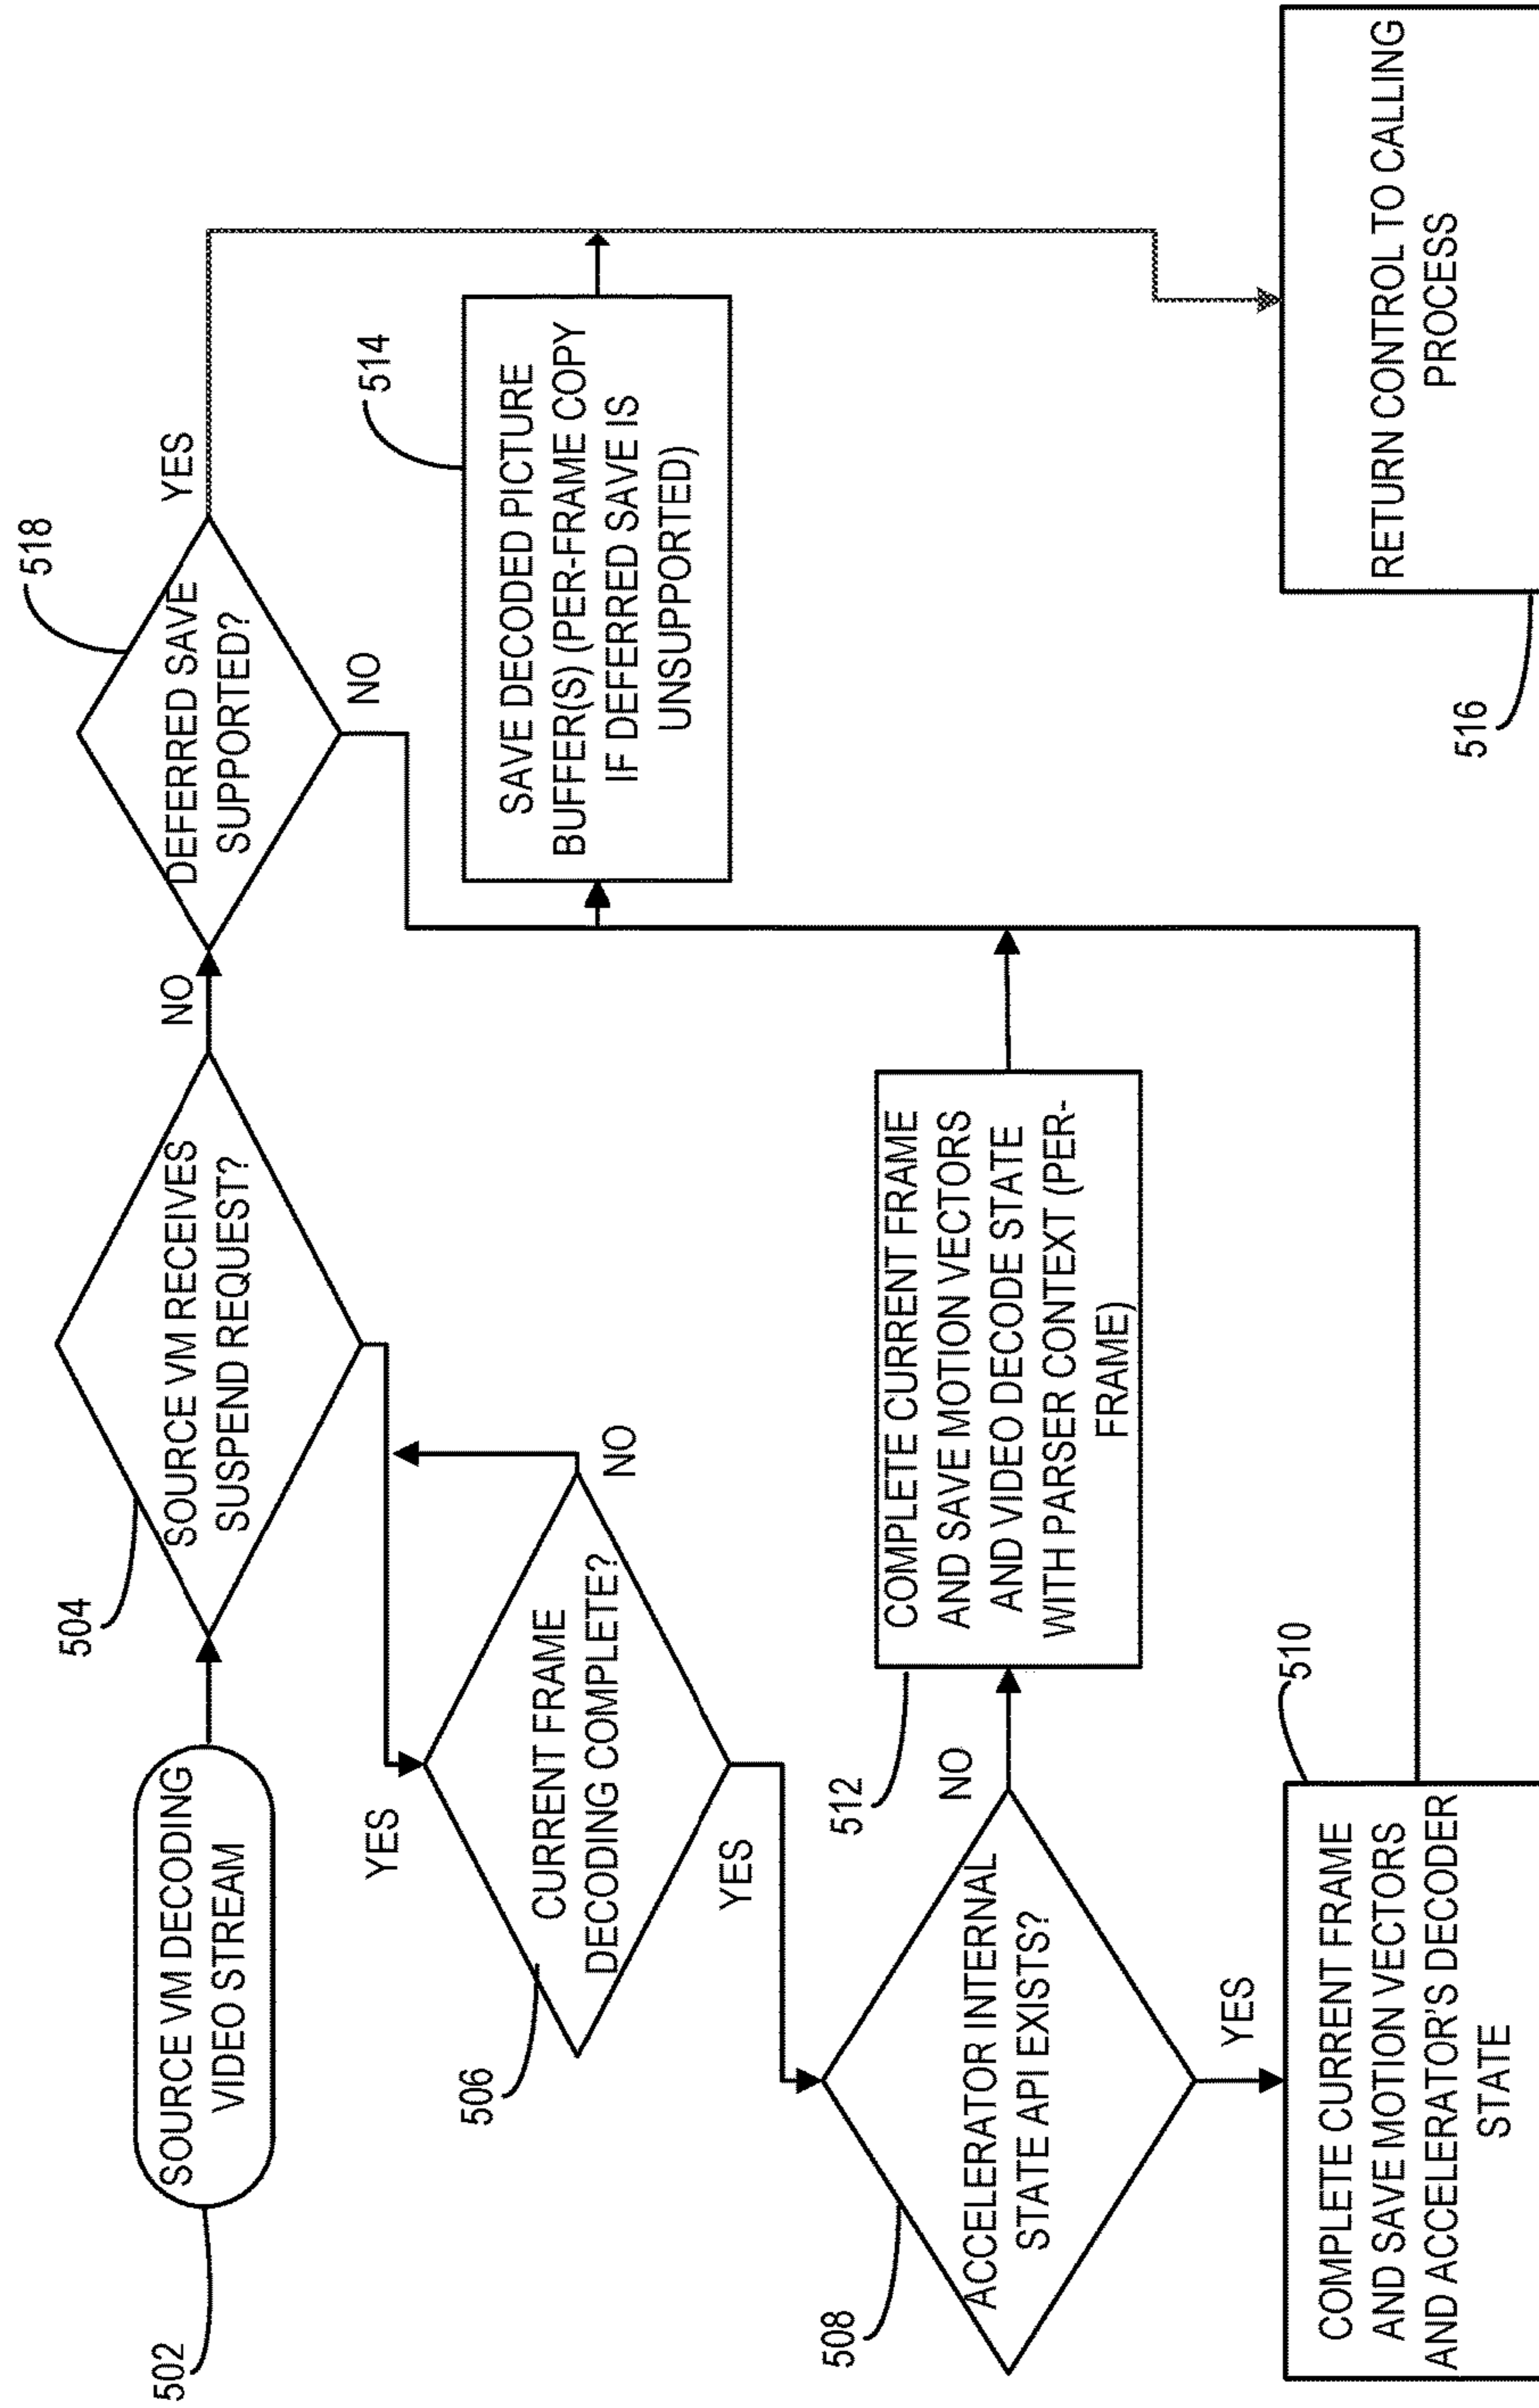 502
SOURCE VM DECODING
VIDEO STREAM
504
SOURCE VM RECEIVES
SUSPEND REQUEST?
NO
YES
518
DEFERRED SAVE
SUPPORTED?
YES
NO
506
CURRENT FRAME
DECODING COMPLETE?
NO
YES
514
SAVE DECODED PICTURE
BUFFER(S) (PER-FRAME COPY
IF DEFERRED SAVE IS
UNSUPPORTED)
508
ACCELERATOR INTERNAL
STATE API EXISTS?
NO
YES
512
COMPLETE CURRENT FRAME
AND SAVE MOTION VECTORS
AND VIDEO DECODE STATE
WITH PARSER CONTEXT (PER-
FRAME)
510
COMPLETE CURRENT FRAME
AND SAVE MOTION VECTORS
AND ACCELERATOR'S DECODER
STATE
516
RETURN CONTROL TO CALLING
PROCESS